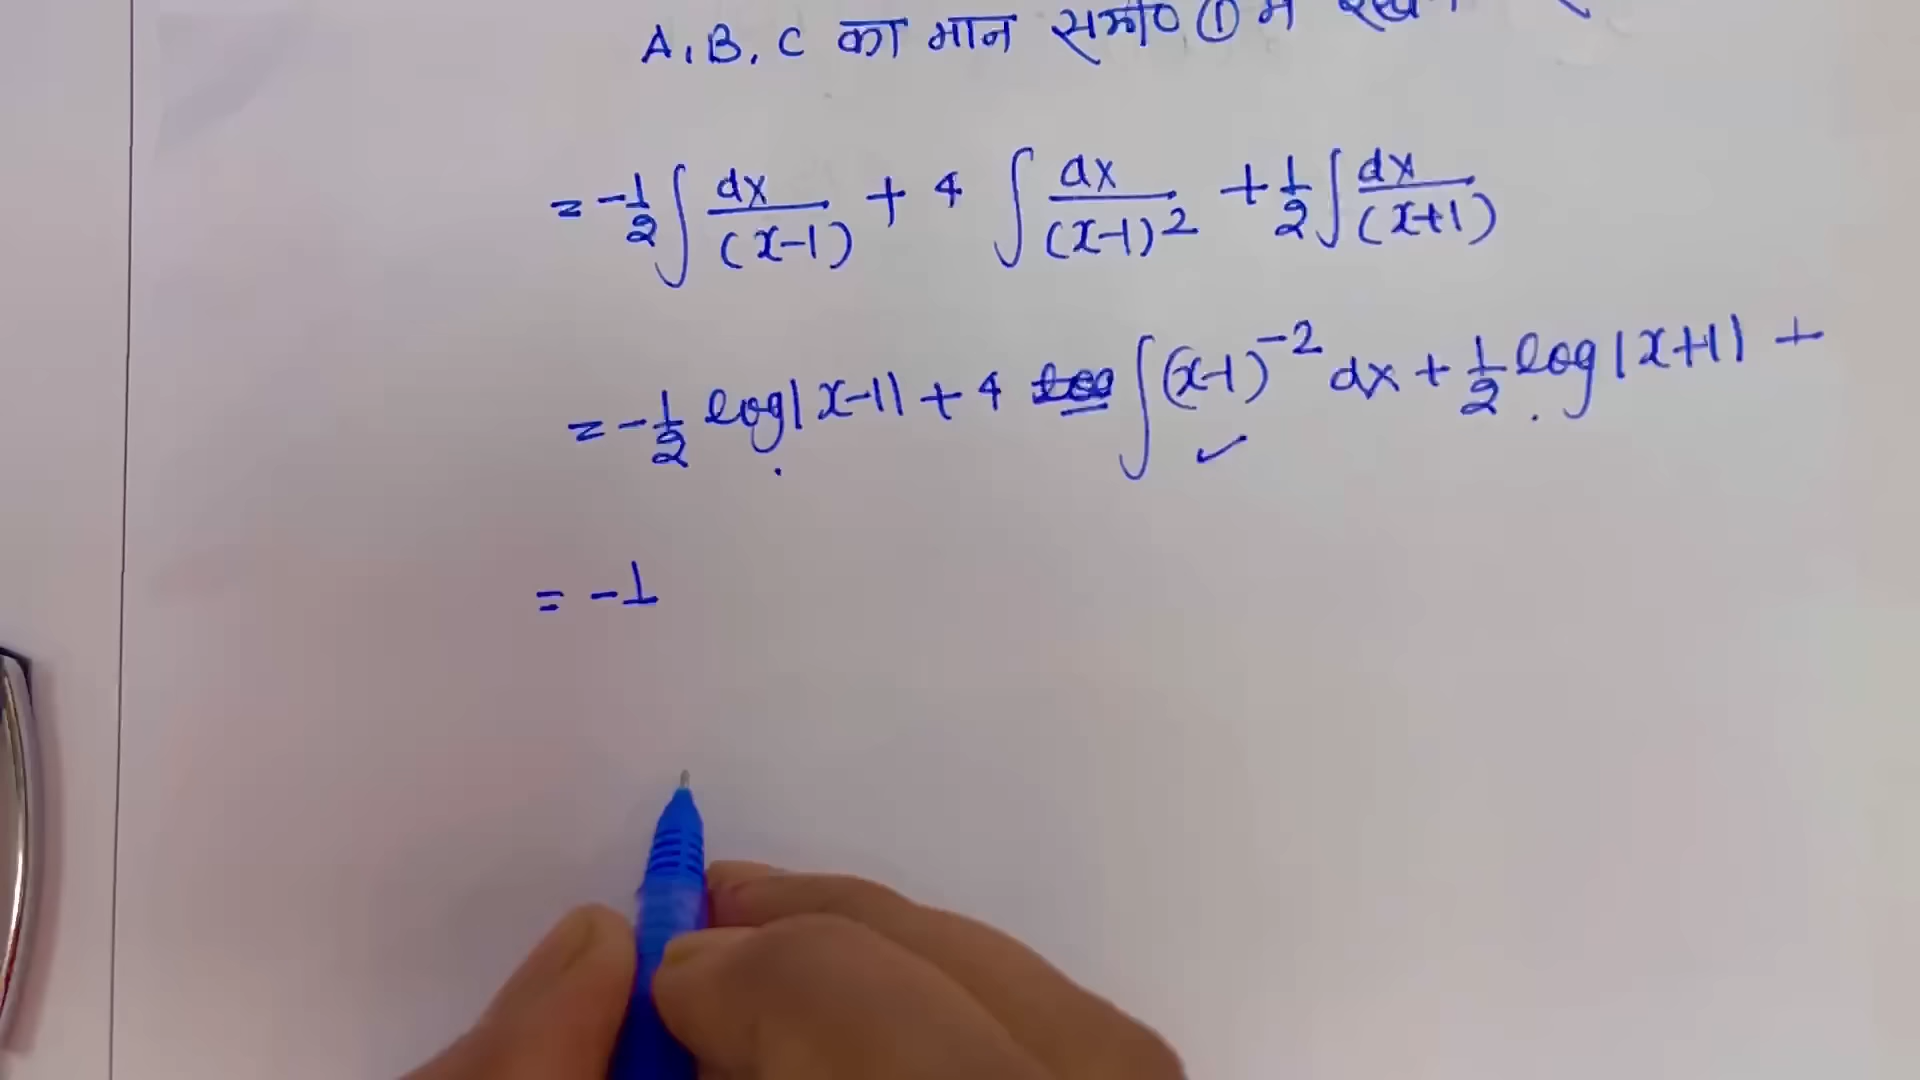 A, B, C का मान समी० ① में रख
= -1/2 ∫ dx/(x-1) + 4 ∫ dx/(x-1)² + 1/2 ∫ dx/(x+1)
= -1/2 log|x-1| + 4 ∫ (x-1)⁻² dx + 1/2 log|x+1| +
= -1